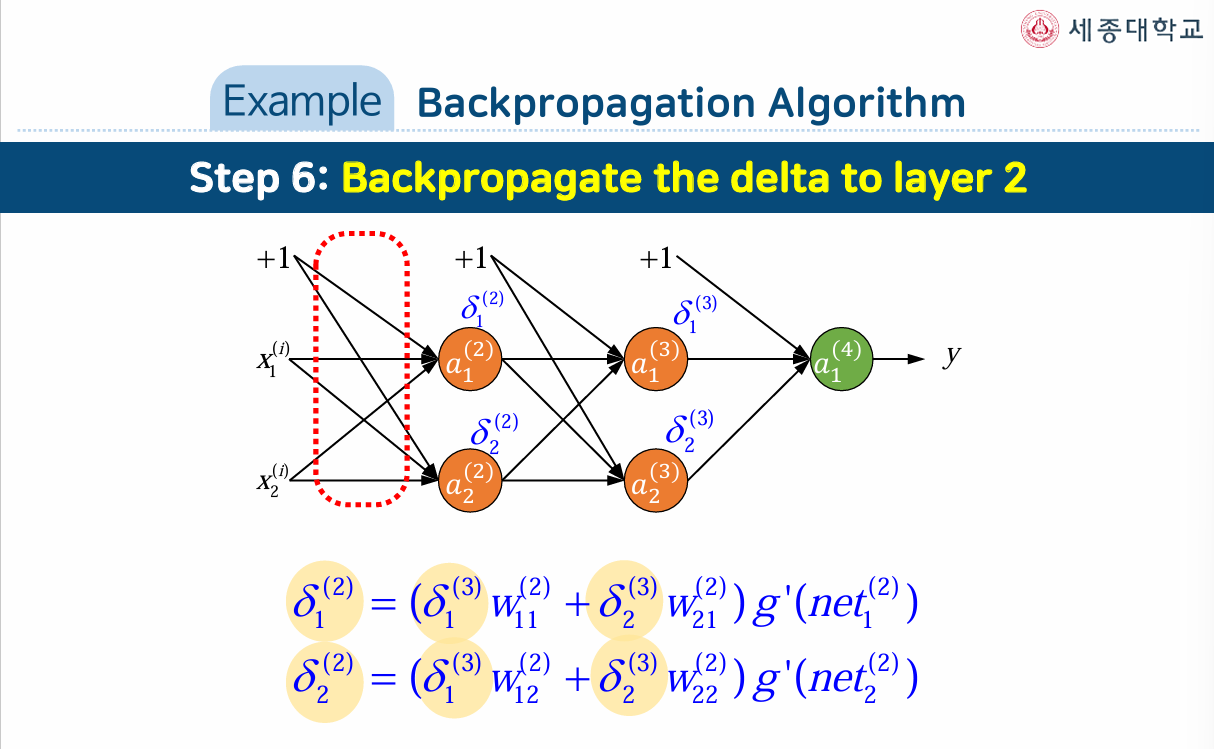 세종대학교
Example Backpropagation Algorithm
Step 6: Backpropagate the delta to layer 2
+1 +1 +1
δ₁⁽²⁾ δ₁⁽³⁾
x₁⁽ⁱ⁾ a₁⁽²⁾ a₁⁽³⁾ a₁⁽⁴⁾ y
δ₂⁽²⁾ δ₂⁽³⁾
x₂⁽ⁱ⁾ a₂⁽²⁾ a₂⁽³⁾
δ₁⁽²⁾ = (δ₁⁽³⁾ w₁₁⁽²⁾ + δ₂⁽³⁾ w₂₁⁽²⁾) g'(net₁⁽²⁾)
δ₂⁽²⁾ = (δ₁⁽³⁾ w₁₂⁽²⁾ + δ₂⁽³⁾ w₂₂⁽²⁾) g'(net₂⁽²⁾)